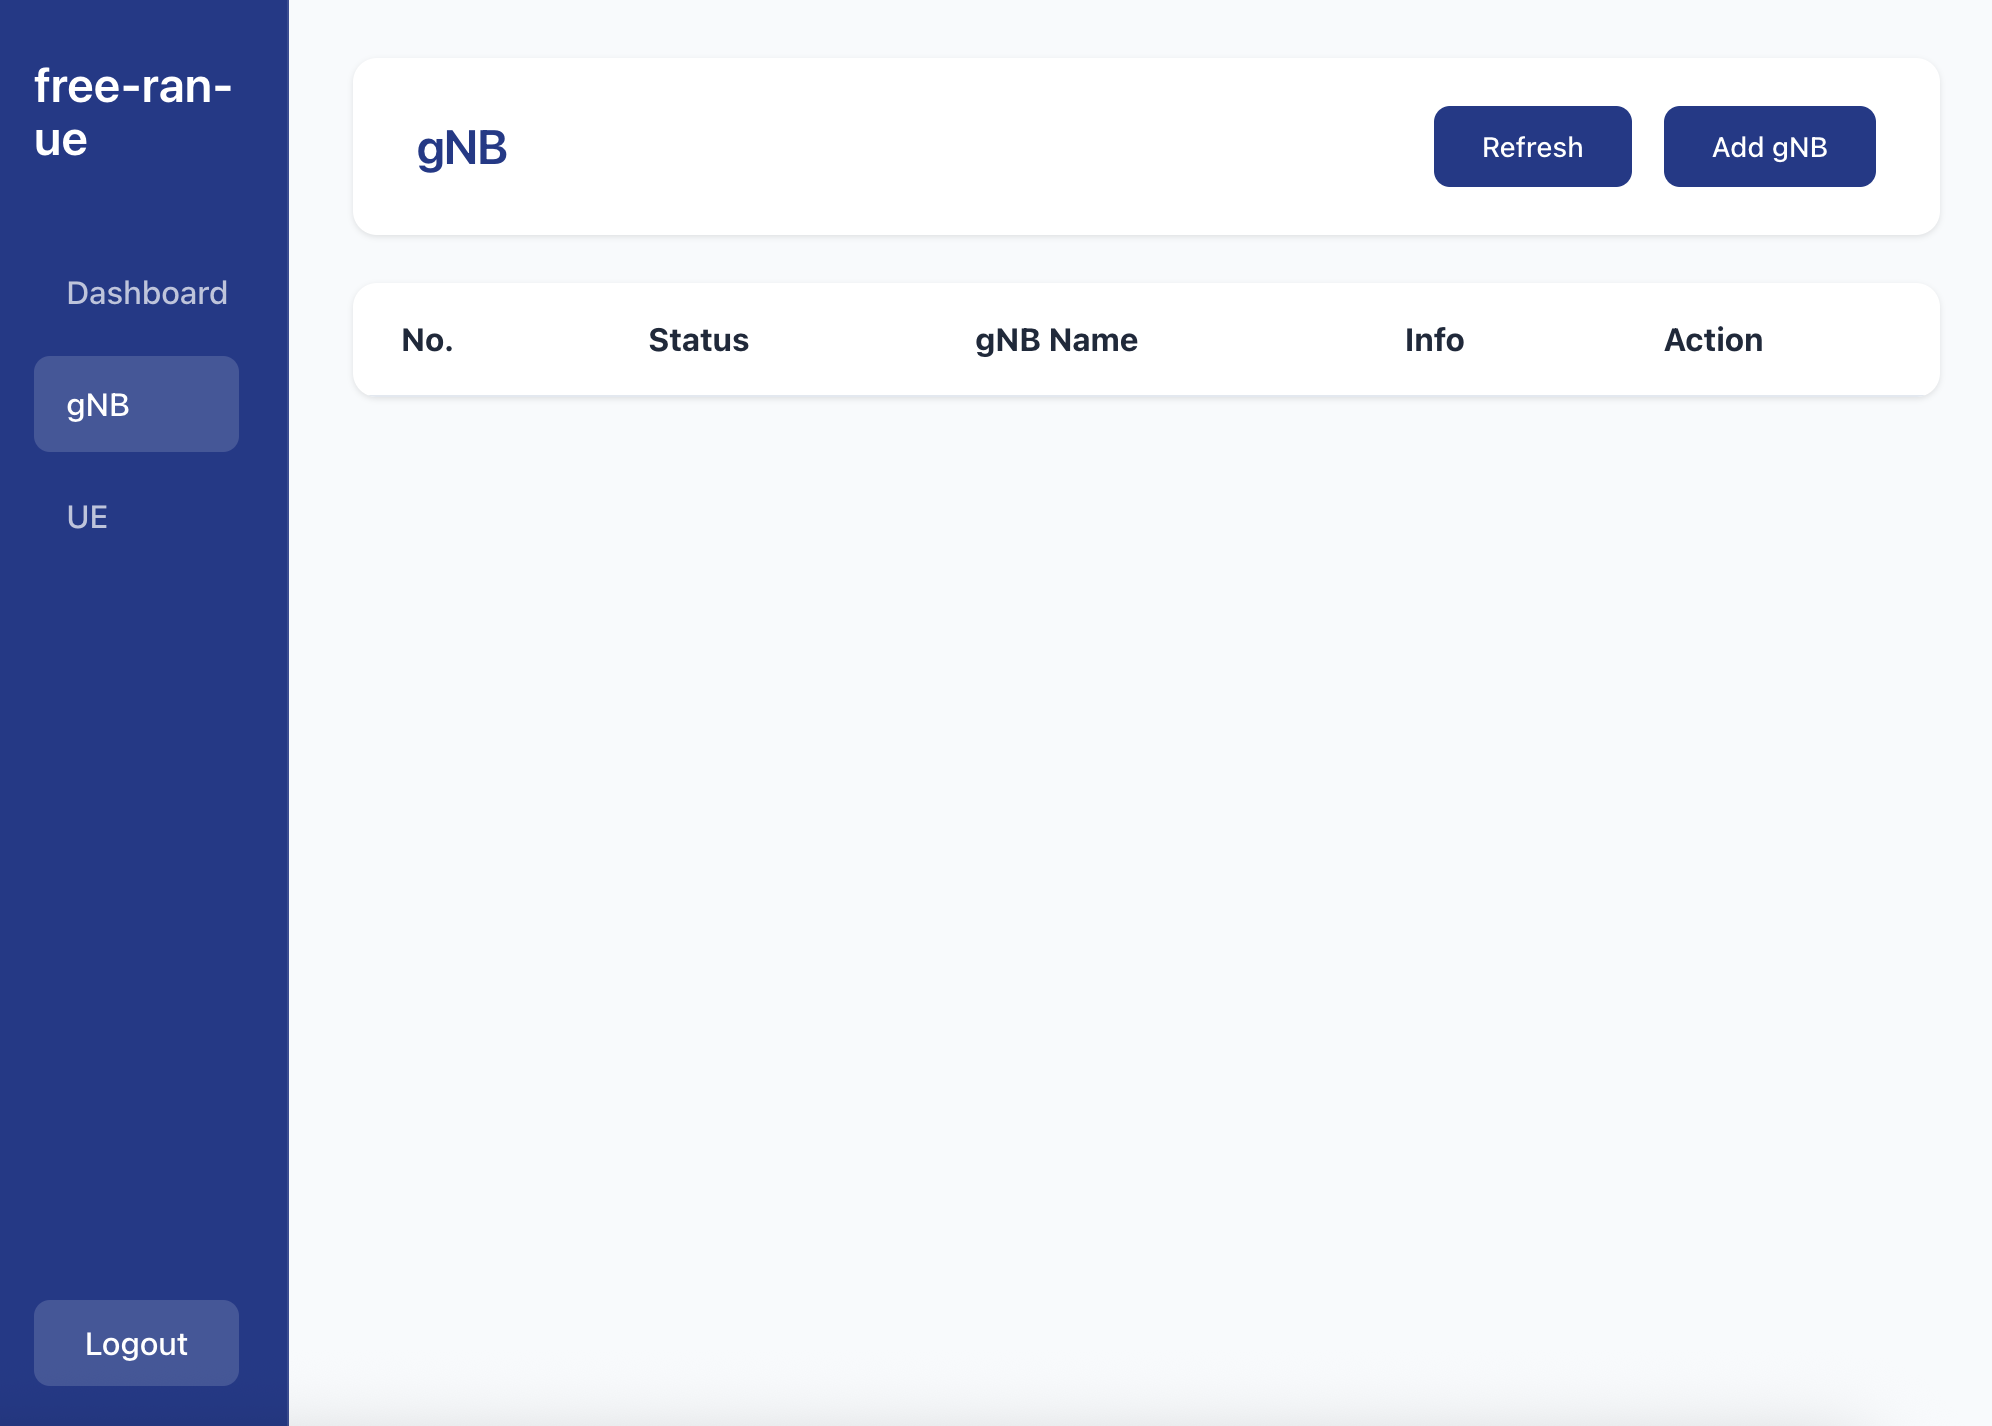 free-ran-
ue
Dashboard
gNB
UE
Logout
gNB
Refresh Add gNB
No. Status gNB Name Info Action